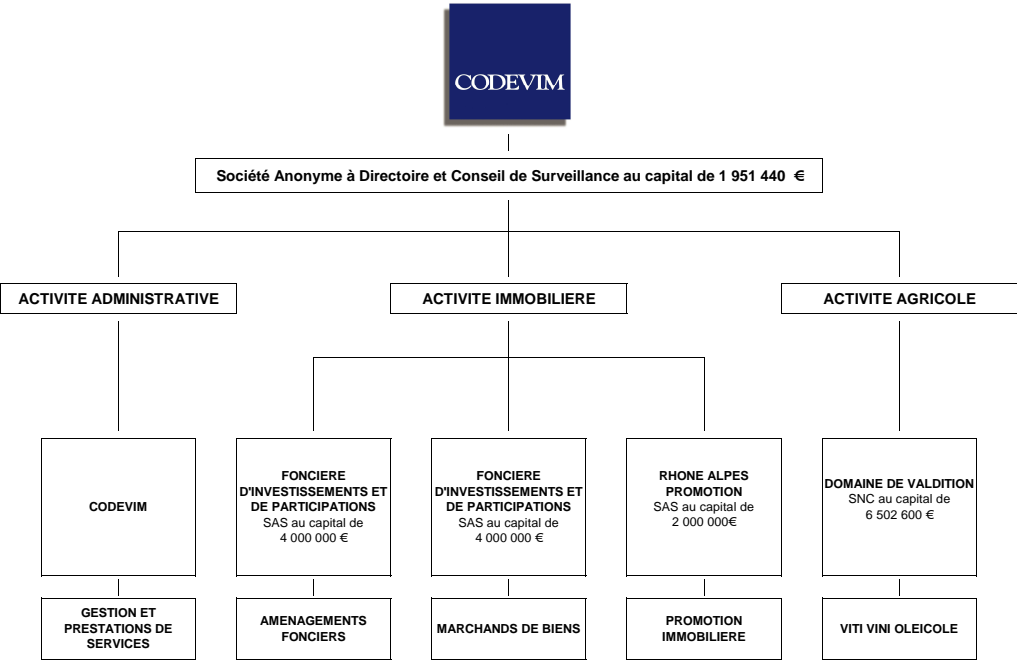 CODEVIM
Société Anonyme à Directoire et Conseil de Surveillance au capital de 1 951 440 €
ACTIVITE ADMINISTRATIVE
ACTIVITE IMMOBILIERE
ACTIVITE AGRICOLE
CODEVIM
FONCIERE
D'INVESTISSEMENTS ET
DE PARTICIPATIONS
SAS au capital de
4 000 000 €
FONCIERE
D'INVESTISSEMENTS ET
DE PARTICIPATIONS
SAS au capital de
4 000 000 €
RHONE ALPES
PROMOTION
SAS au capital de
2 000 000€
DOMAINE DE VALDITION
SNC au capital de
6 502 600 €
GESTION ET
PRESTATIONS DE
SERVICES
AMENAGEMENTS
FONCIERS
MARCHANDS DE BIENS
PROMOTION
IMMOBILIERE
VITI VINI OLEICOLE